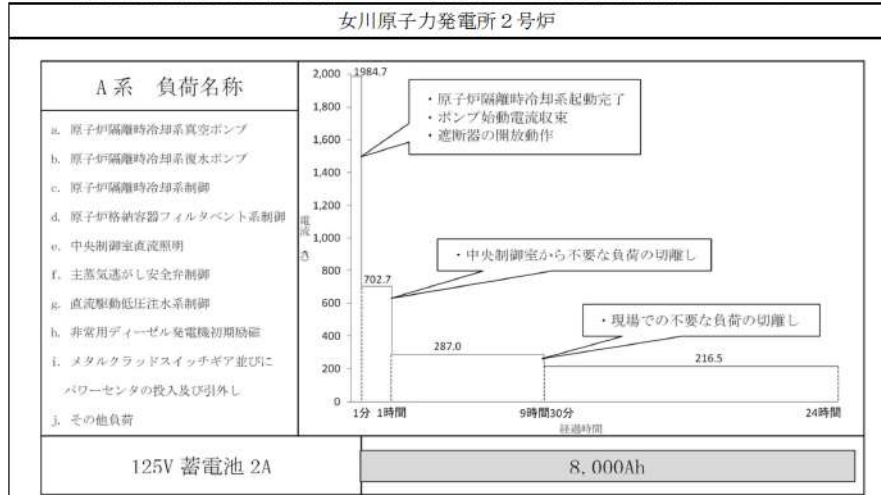 女川原子力発電所２号炉
A系　負荷名称
a. 原子炉隔離時冷却系真空ポンプ
b. 原子炉隔離時冷却系復水ポンプ
c. 原子炉隔離時冷却系制御
d. 原子炉格納容器フィルタベント系制御
e. 中央制御室直流照明
f. 主蒸気逃がし安全弁制御
g. 直流駆動低圧注水系制御
h. 非常用ディーゼル発電機初期励磁
i. メタルクラッドスイッチギア並びに
パワーセンタの投入及び引外し
j. その他負荷
電流
2,000
1,800
1,600
1,400
1,200
1,000
800
600
400
200
0
1984.7
・原子炉隔離時冷却系起動完了
・ポンプ始動電流収束
・遮断器の開放動作
・中央制御室から不要な負荷の切離し
702.7
・現場での不要な負荷の切離し
287.0
216.5
1分 1時間 9時間30分 24時間
経過時間
125V 蓄電池 2A
8,000Ah